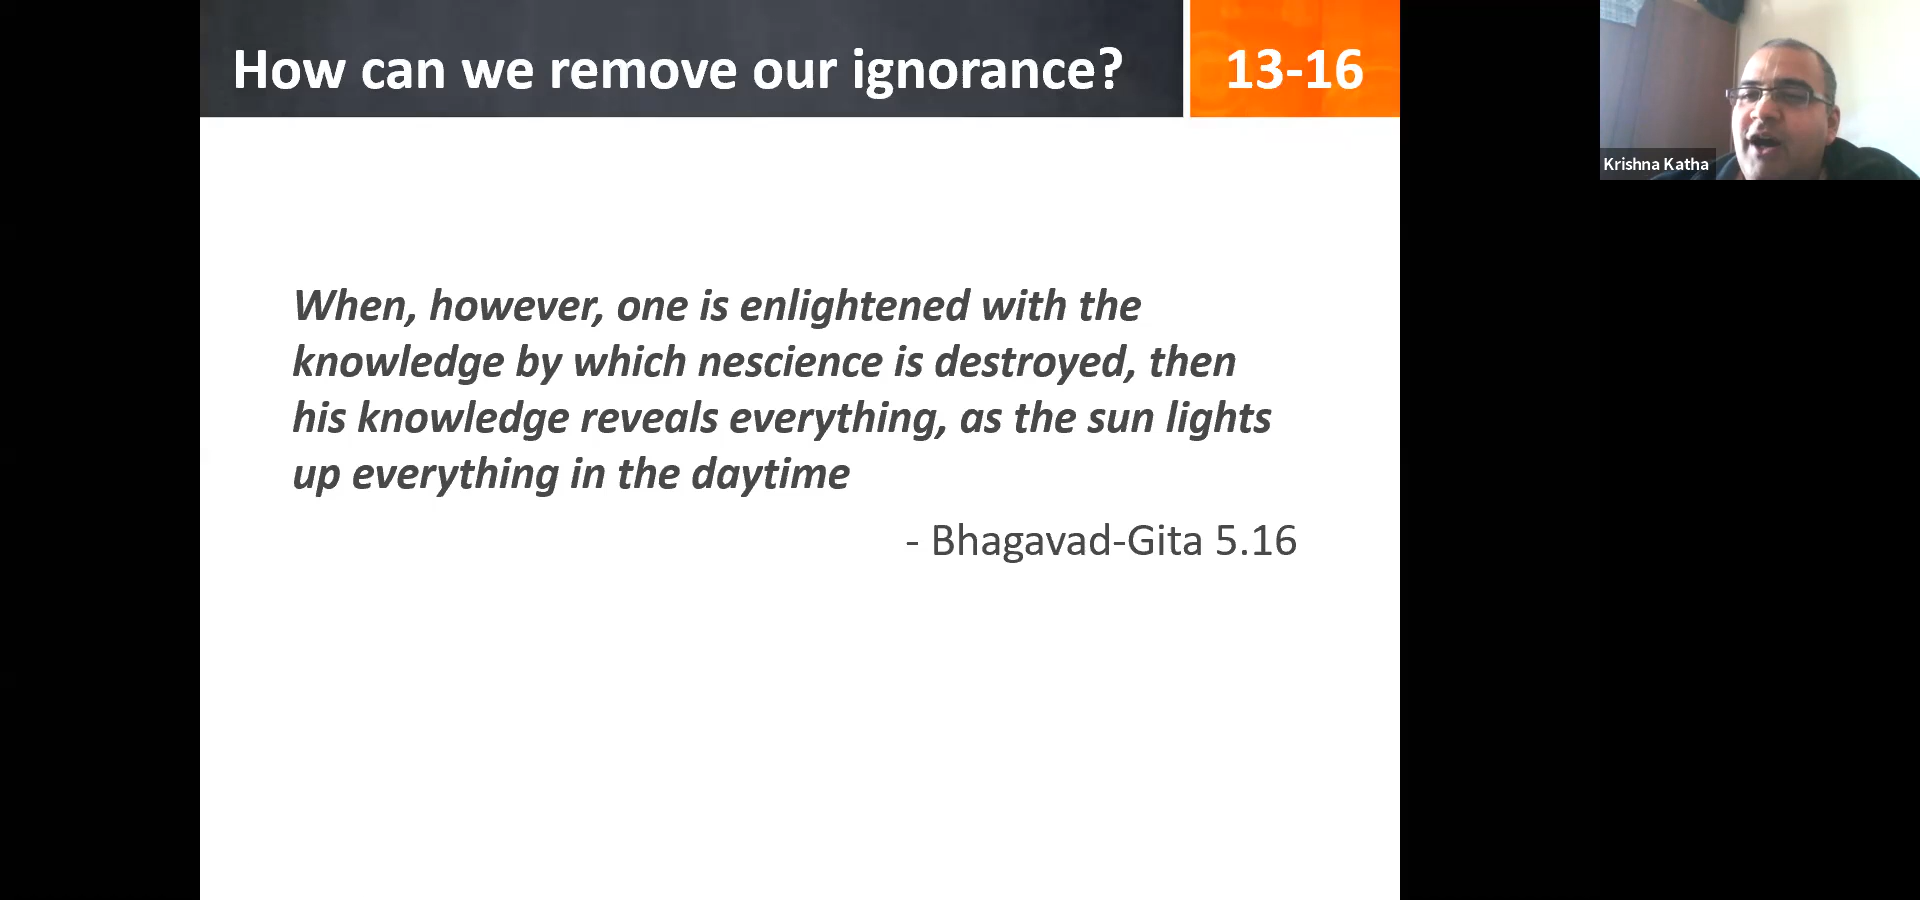 How can we remove our ignorance?
13-16
Krishna Katha
When, however, one is enlightened with the
knowledge by which nescience is destroyed, then
his knowledge reveals everything, as the sun lights
up everything in the daytime
- Bhagavad-Gita 5.16